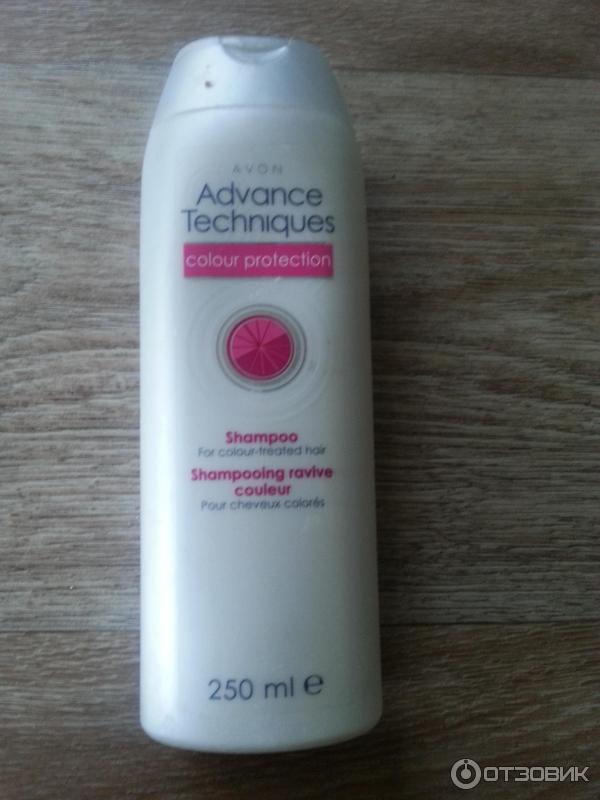 AVON
Advance
Techniques
colour protection
Shampoo
For colour-treated hair
Shampooing ravive
couleur
Pour cheveux colorés
250 ml ℮
ОТЗОВИК